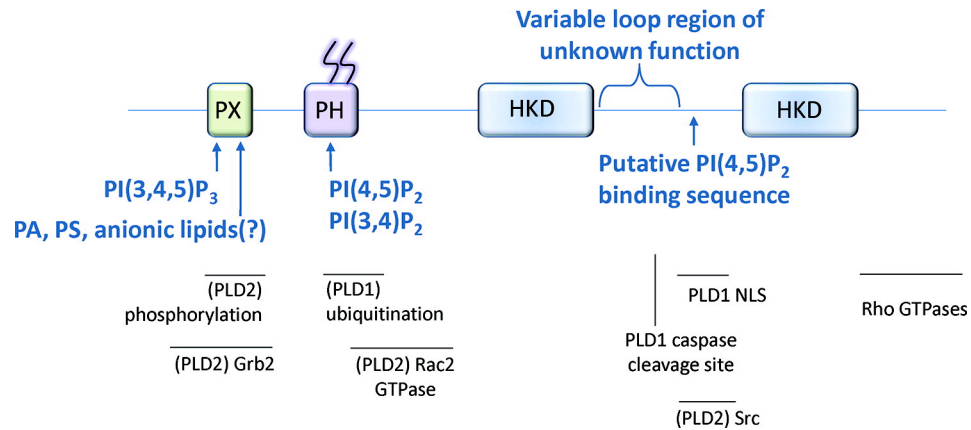 Variable loop region of
unknown function
PX
PH
HKD
HKD
PI(3,4,5)P3
PA, PS, anionic lipids(?)
PI(4,5)P2
PI(3,4)P2
Putative PI(4,5)P2
binding sequence
(PLD2)
phosphorylation
(PLD2) Grb2
(PLD1)
ubiquitination
(PLD2) Rac2
GTPase
PLD1 caspase
cleavage site
PLD1 NLS
(PLD2) Src
Rho GTPases